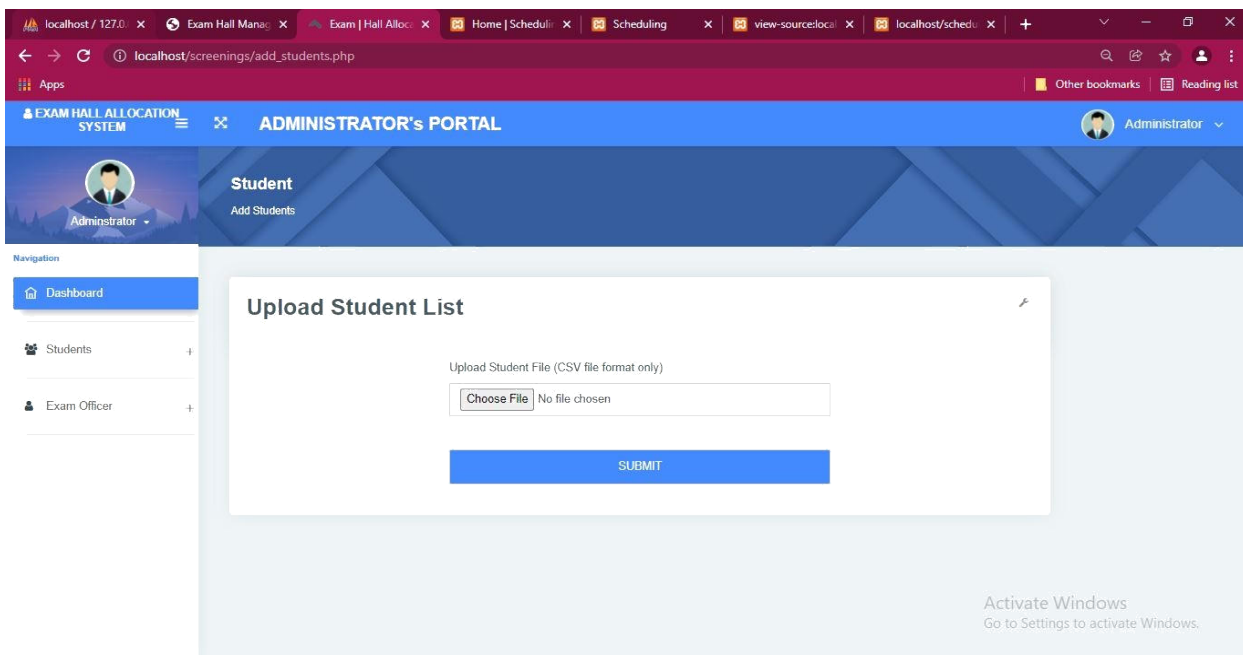 localhost / 127.0.
Exam Hall Manag
Exam | Hall Alloca
Home | Schedulin
Scheduling
view-source:local
localhost/schedu
localhost/screenings/add_students.php
Apps
Other bookmarks
Reading list
EXAM HALL ALLOCATION
SYSTEM
ADMINISTRATOR's PORTAL
Administrator
Adminstrator
Student
Add Students
Navigation
Dashboard
Students +
Exam Officer +
Upload Student List
Upload Student File (CSV file format only)
Choose File No file chosen
SUBMIT
Activate Windows
Go to Settings to activate Windows.